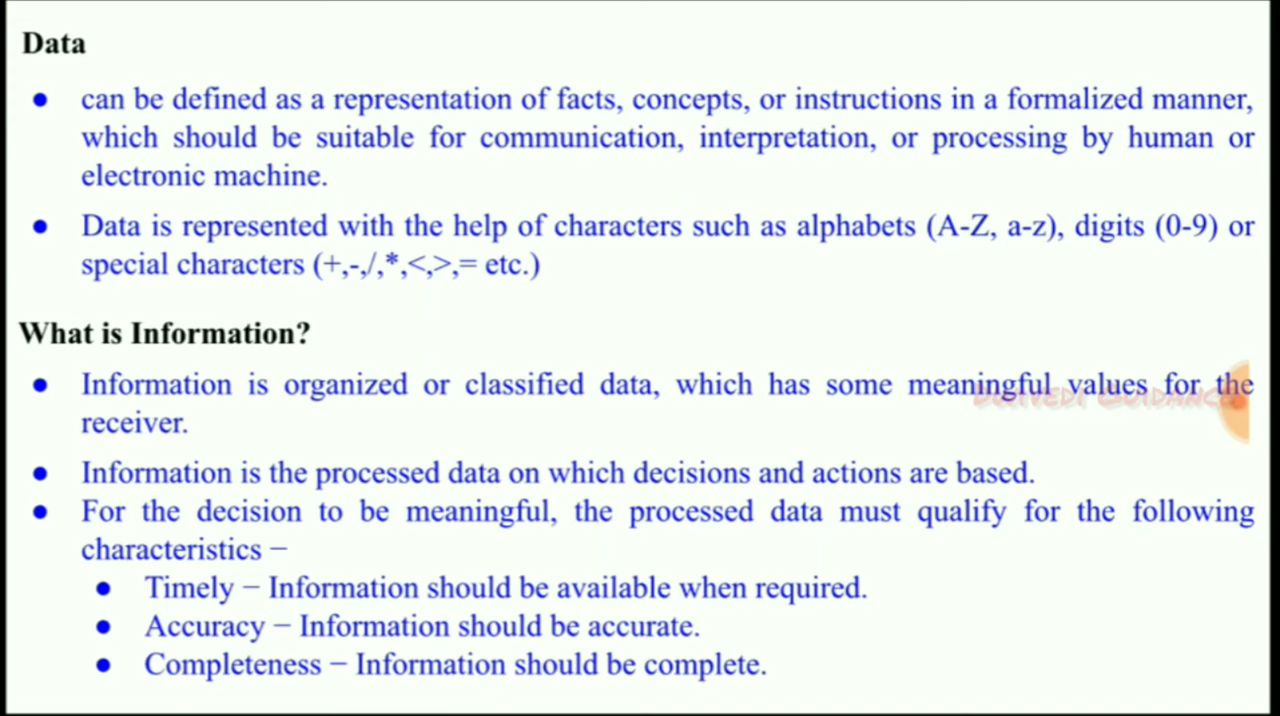 Data
● can be defined as a representation of facts, concepts, or instructions in a formalized manner,
which should be suitable for communication, interpretation, or processing by human or
electronic machine.
● Data is represented with the help of characters such as alphabets (A-Z, a-z), digits (0-9) or
special characters (+,-,/,*,<,>,= etc.)
What is Information?
● Information is organized or classified data, which has some meaningful values for the
receiver.
● Information is the processed data on which decisions and actions are based.
● For the decision to be meaningful, the processed data must qualify for the following
characteristics −
● Timely − Information should be available when required.
● Accuracy − Information should be accurate.
● Completeness − Information should be complete.